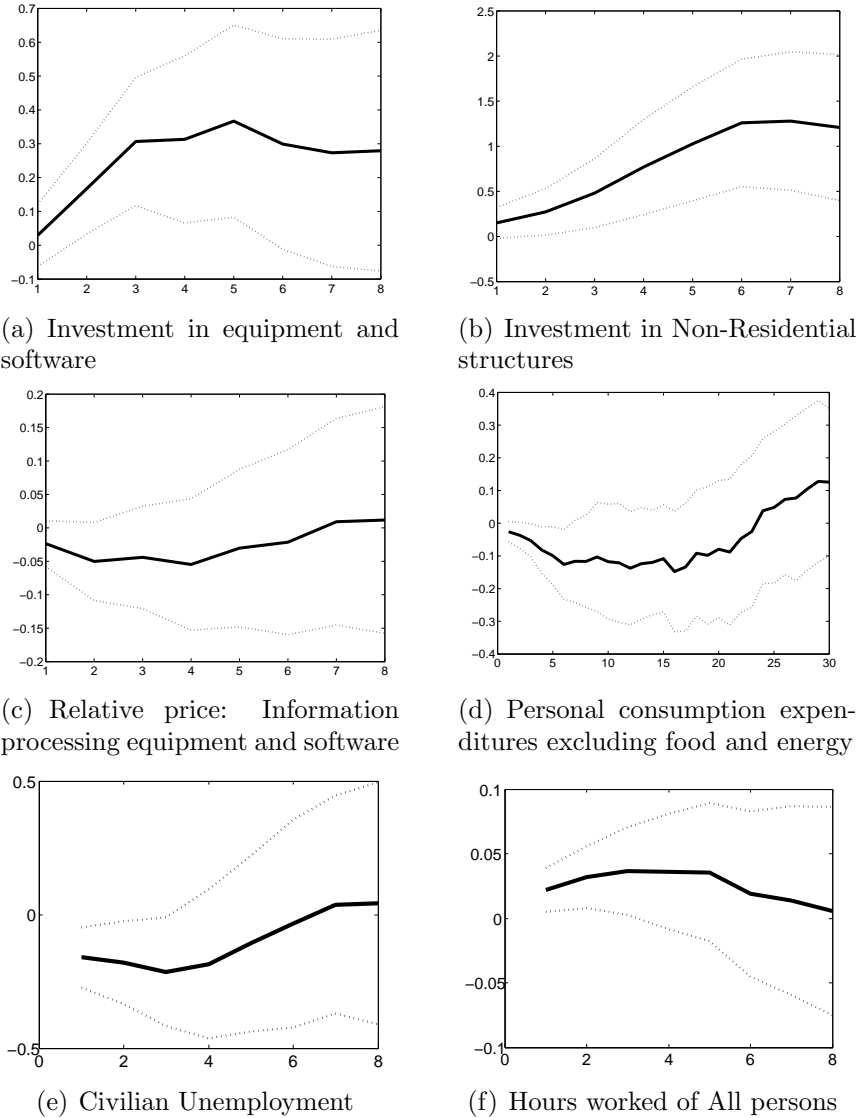 0.7
0.6
0.5
0.4
0.3
0.2
0.1
0
−0.1
1 2 3 4 5 6 7 8
(a) Investment in equipment and
software
2.5
2
1.5
1
0.5
0
−0.5
1 2 3 4 5 6 7 8
(b) Investment in Non-Residential
structures
0.2
0.15
0.1
0.05
0
−0.05
−0.1
−0.15
−0.2
1 2 3 4 5 6 7 8
(c) Relative price: Information
processing equipment and software
0.4
0.3
0.2
0.1
0
−0.1
−0.2
−0.3
−0.4
0 5 10 15 20 25 30
(d) Personal consumption expen-
ditures excluding food and energy
0.5
0
−0.5
0 2 4 6 8
(e) Civilian Unemployment
0.1
0.05
0
−0.05
−0.1
0 2 4 6 8
(f) Hours worked of All persons